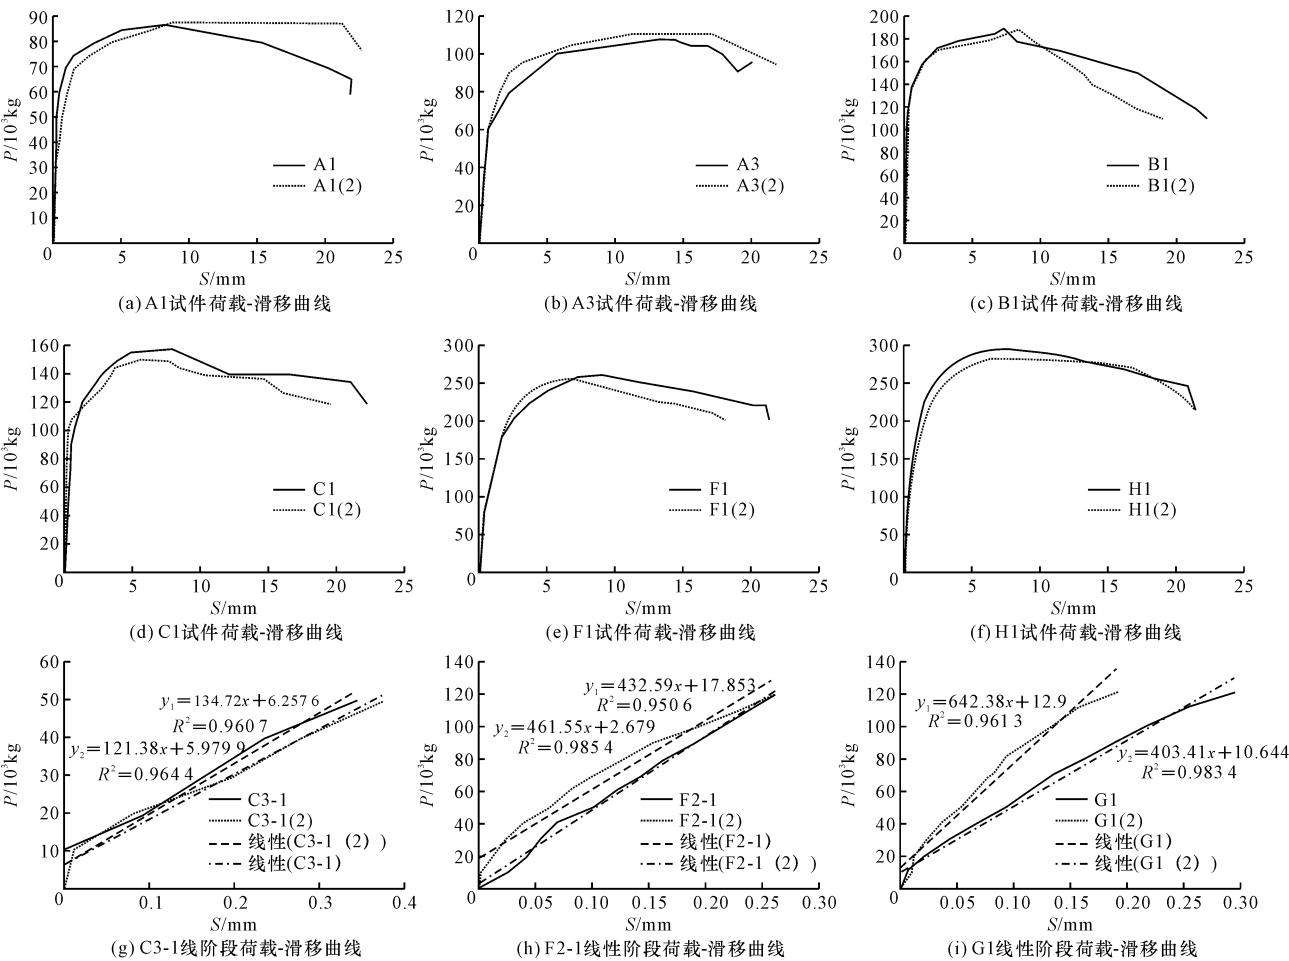 P/10³kg
90
80
70
60
50
40
30
20
10
0
5
10
15
20
25
A1
A1(2)
S/mm
(a) A1试件荷载-滑移曲线
P/10³kg
120
100
80
60
40
20
0
5
10
15
20
25
A3
A3(2)
S/mm
(b) A3试件荷载-滑移曲线
P/10³kg
200
180
160
140
120
100
80
60
40
20
0
5
10
15
20
25
B1
B1(2)
S/mm
(c) B1试件荷载-滑移曲线
P/10³kg
160
140
120
100
80
60
40
20
0
5
10
15
20
25
C1
C1(2)
S/mm
(d) C1试件荷载-滑移曲线
P/10³kg
300
250
200
150
100
50
0
5
10
15
20
25
F1
F1(2)
S/mm
(e) F1试件荷载-滑移曲线
P/10³kg
300
250
200
150
100
50
0
5
10
15
20
25
H1
H1(2)
S/mm
(f) H1试件荷载-滑移曲线
P/10³kg
60
50
40
30
20
10
0
0.1
0.2
0.3
0.4
y₁=134.72x+6.257 6
R²=0.960 7
y₂=121.38x+5.979 9
R²=0.964 4
C3-1
C3-1(2)
线性(C3-1（2）)
线性(C3-1)
S/mm
(g) C3-1线阶段荷载-滑移曲线
P/10³kg
140
120
100
80
60
40
20
0
0.05
0.10
0.15
0.20
0.25
0.30
y₁=432.59x+17.853
R²=0.950 6
y₂=461.55x+2.679
R²=0.985 4
F2-1
F2-1(2)
线性(F2-1)
线性(F2-1（2）)
S/mm
(h) F2-1线性阶段荷载-滑移曲线
P/10³kg
140
120
100
80
60
40
20
0
0.05
0.10
0.15
0.20
0.25
0.30
y₁=642.38x+12.9
R²=0.961 3
y₂=403.41x+10.644
R²=0.983 4
G1
G1(2)
线性(G1)
线性(G1（2）)
S/mm
(i) G1线性阶段荷载-滑移曲线